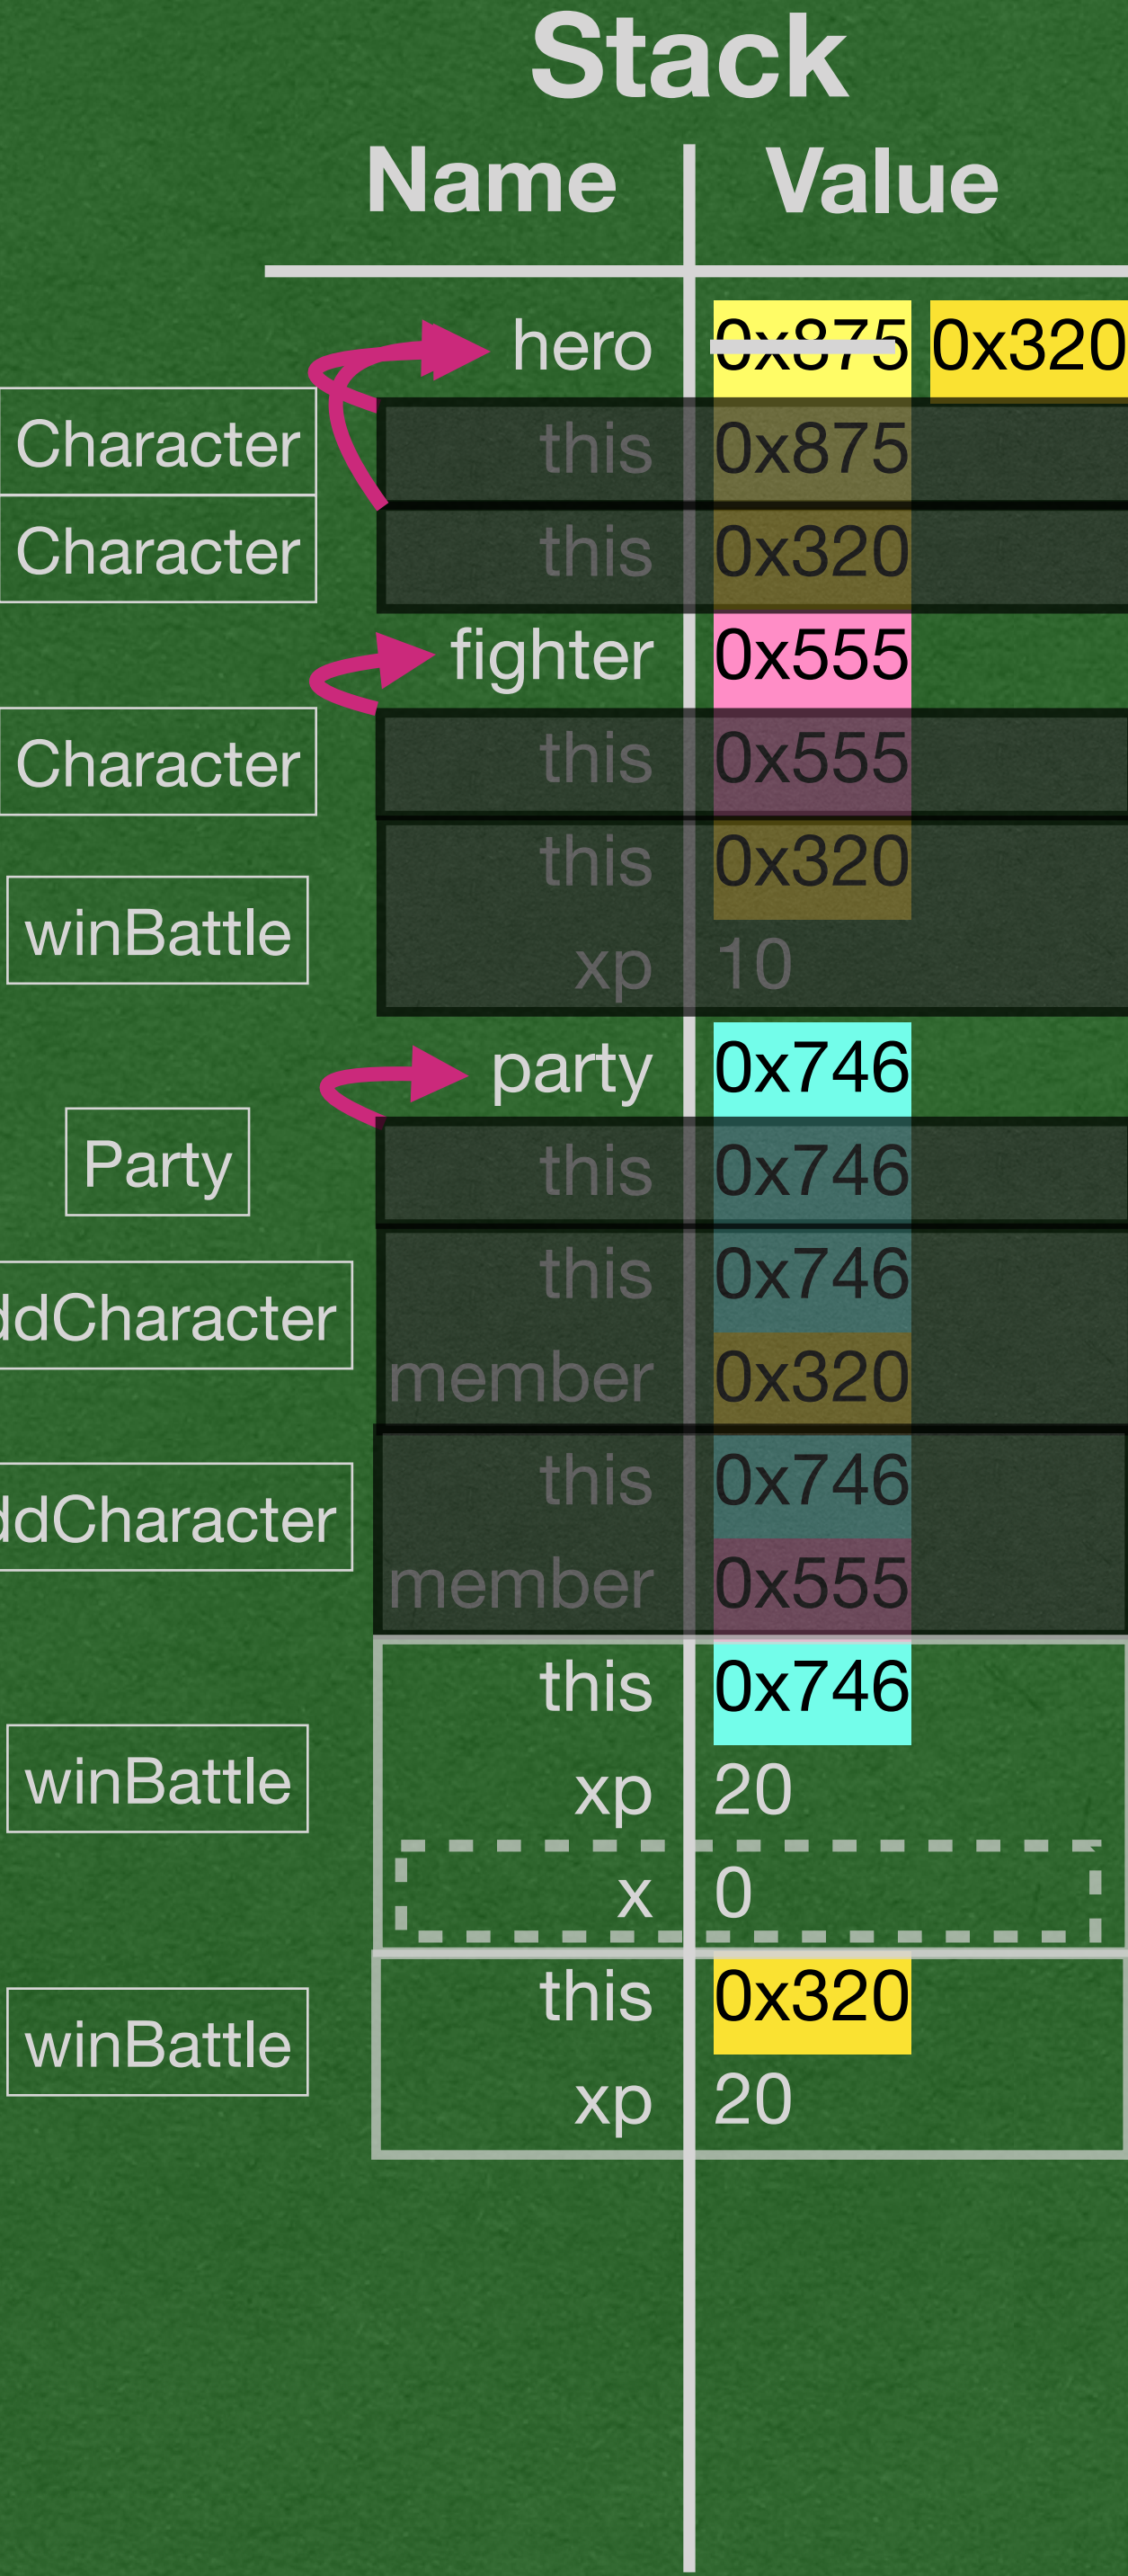 Stack
Name Value
hero 0x875 0x320
Character this 0x875
Character this 0x320
fighter 0x555
Character this 0x555
this 0x320
winBattle
xp 10
party 0x746
Party this 0x746
this 0x746
ddCharacter
member 0x320
this 0x746
ddCharacter
member 0x555
this 0x746
winBattle
xp 20
x 0
this 0x320
winBattle
xp 20